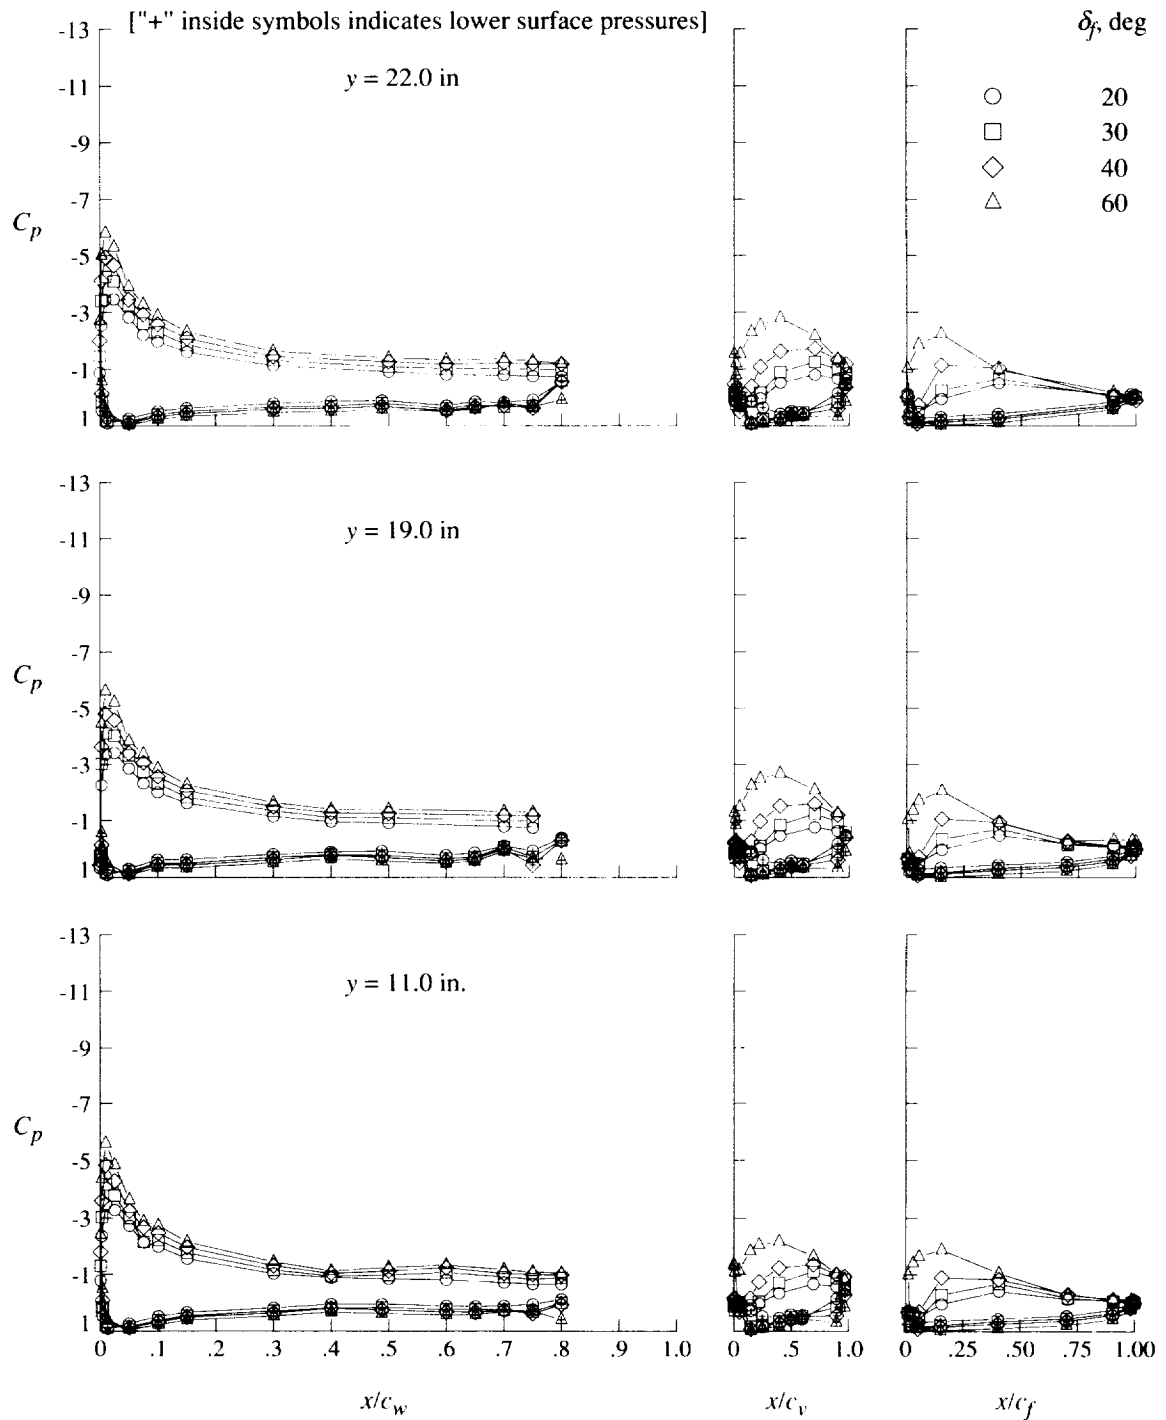 ["+" inside symbols indicates lower surface pressures]
δf, deg
20
30
40
60
y = 22.0 in
-13
-11
-9
-7
-5
-3
-1
1
Cp
y = 19.0 in
-13
-11
-9
-7
-5
-3
-1
1
Cp
y = 11.0 in.
-13
-11
-9
-7
-5
-3
-1
1
Cp
0 .1 .2 .3 .4 .5 .6 .7 .8 .9 1.0
0 .5 1.0
0 .25 .50 .75 1.00
x/cw
x/cv
x/cf